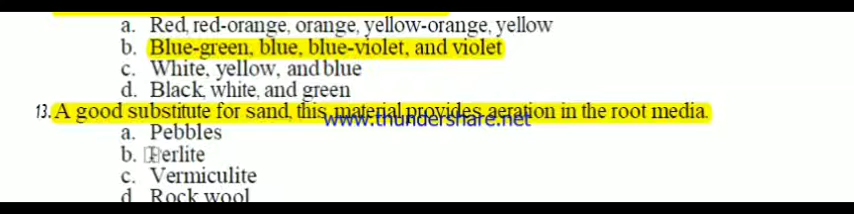 a. Red, red-orange, orange, yellow-orange, yellow
b. Blue-green, blue, blue-violet, and violet
c. White, yellow, and blue
d. Black, white, and green
13. A good substitute for sand, this material provides aeration in the root media.
www.thundershare.net
a. Pebbles
b. Perlite
c. Vermiculite
d Rock wool